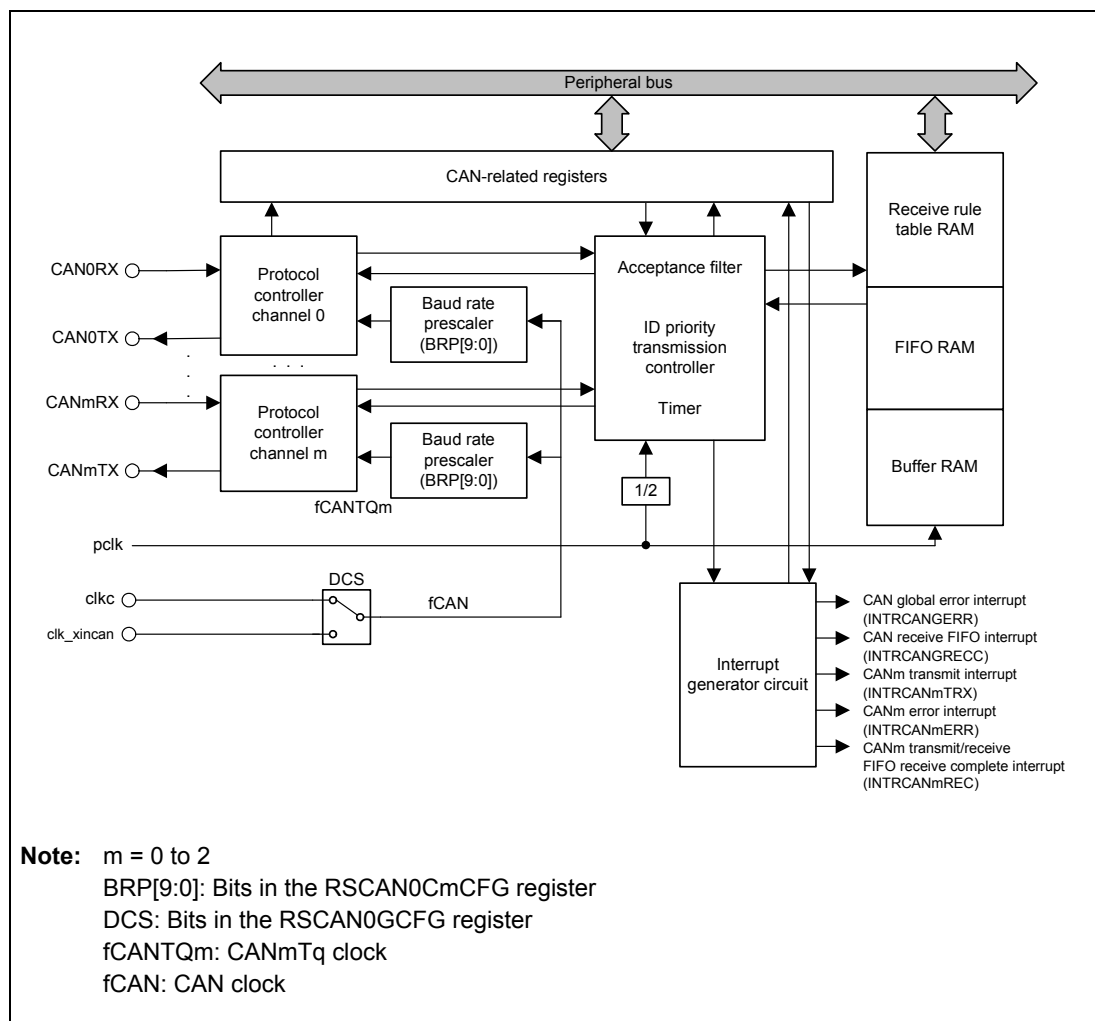 Peripheral bus
CAN-related registers
Receive rule
table RAM
FIFO RAM
Buffer RAM
CAN0RX
CAN0TX
CANmRX
CANmTX
Protocol
controller
channel 0
. . .
Protocol
controller
channel m
Baud rate
prescaler
(BRP[9:0])
Baud rate
prescaler
(BRP[9:0])
fCANTQm
Acceptance filter
ID priority
transmission
controller
Timer
1/2
pclk
clkc
clk_xincan
DCS
fCAN
Interrupt
generator circuit
CAN global error interrupt
(INTRCANGERR)
CAN receive FIFO interrupt
(INTRCANGRECC)
CANm transmit interrupt
(INTRCANmTRX)
CANm error interrupt
(INTRCANmERR)
CANm transmit/receive
FIFO receive complete interrupt
(INTRCANmREC)
Note: m = 0 to 2
BRP[9:0]: Bits in the RSCAN0CmCFG register
DCS: Bits in the RSCAN0GCFG register
fCANTQm: CANmTq clock
fCAN: CAN clock